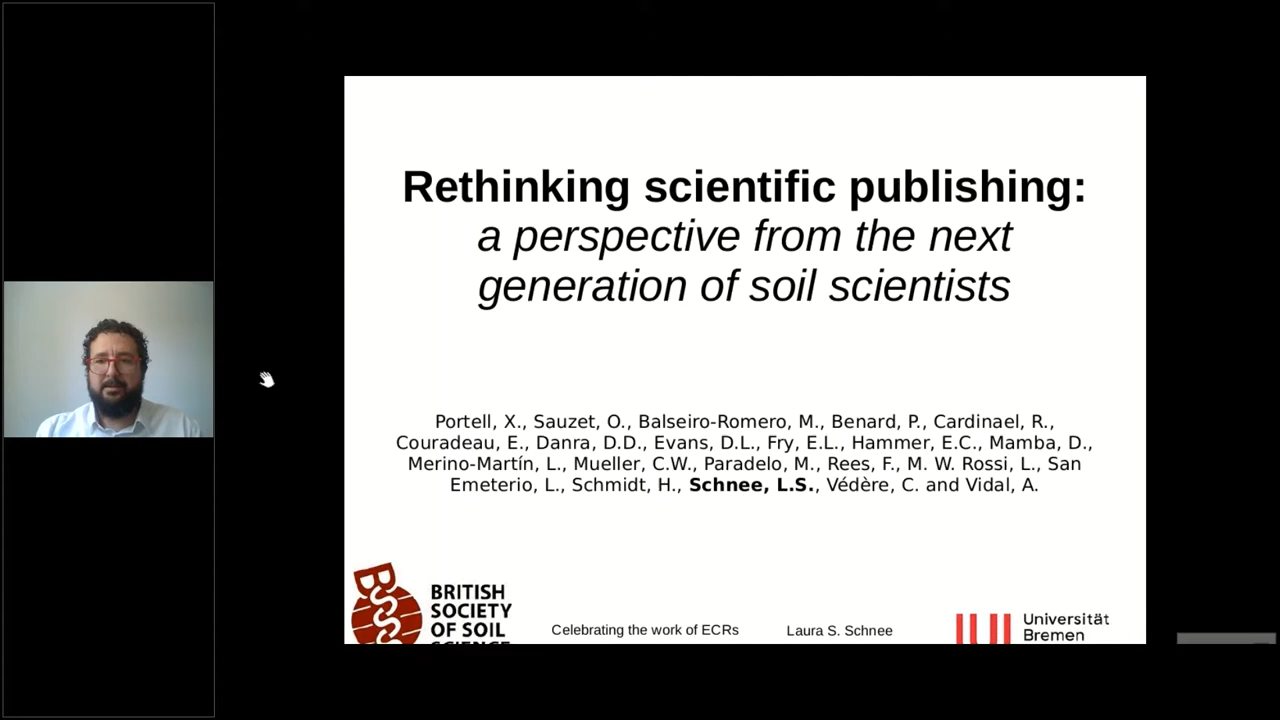 Rethinking scientific publishing:
a perspective from the next
generation of soil scientists
Portell, X., Sauzet, O., Balseiro-Romero, M., Benard, P., Cardinael, R.,
Couradeau, E., Danra, D.D., Evans, D.L., Fry, E.L., Hammer, E.C., Mamba, D.,
Merino-Martín, L., Mueller, C.W., Paradelo, M., Rees, F., M. W. Rossi, L., San
Emeterio, L., Schmidt, H., Schnee, L.S., Védère, C. and Vidal, A.
BSSS
BRITISH
SOCIETY
OF SOIL
SCIENCE
Celebrating the work of ECRs
Laura S. Schnee
Universität
Bremen